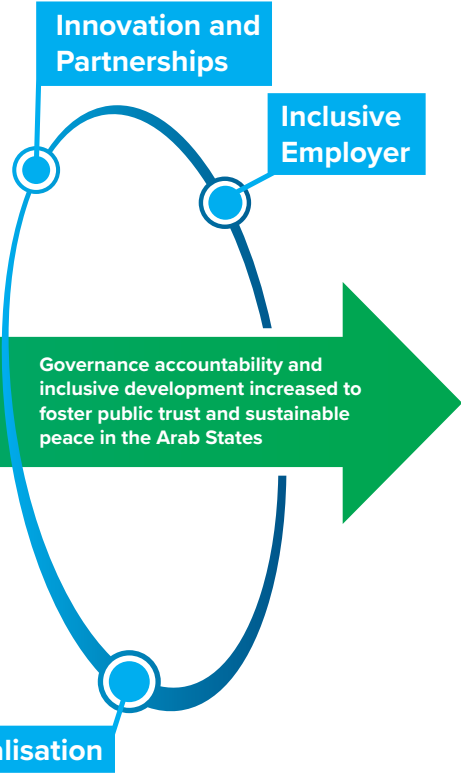 Innovation and
Partnerships
Inclusive
Employer
Governance accountability and
inclusive development increased to
foster public trust and sustainable
peace in the Arab States
alisation